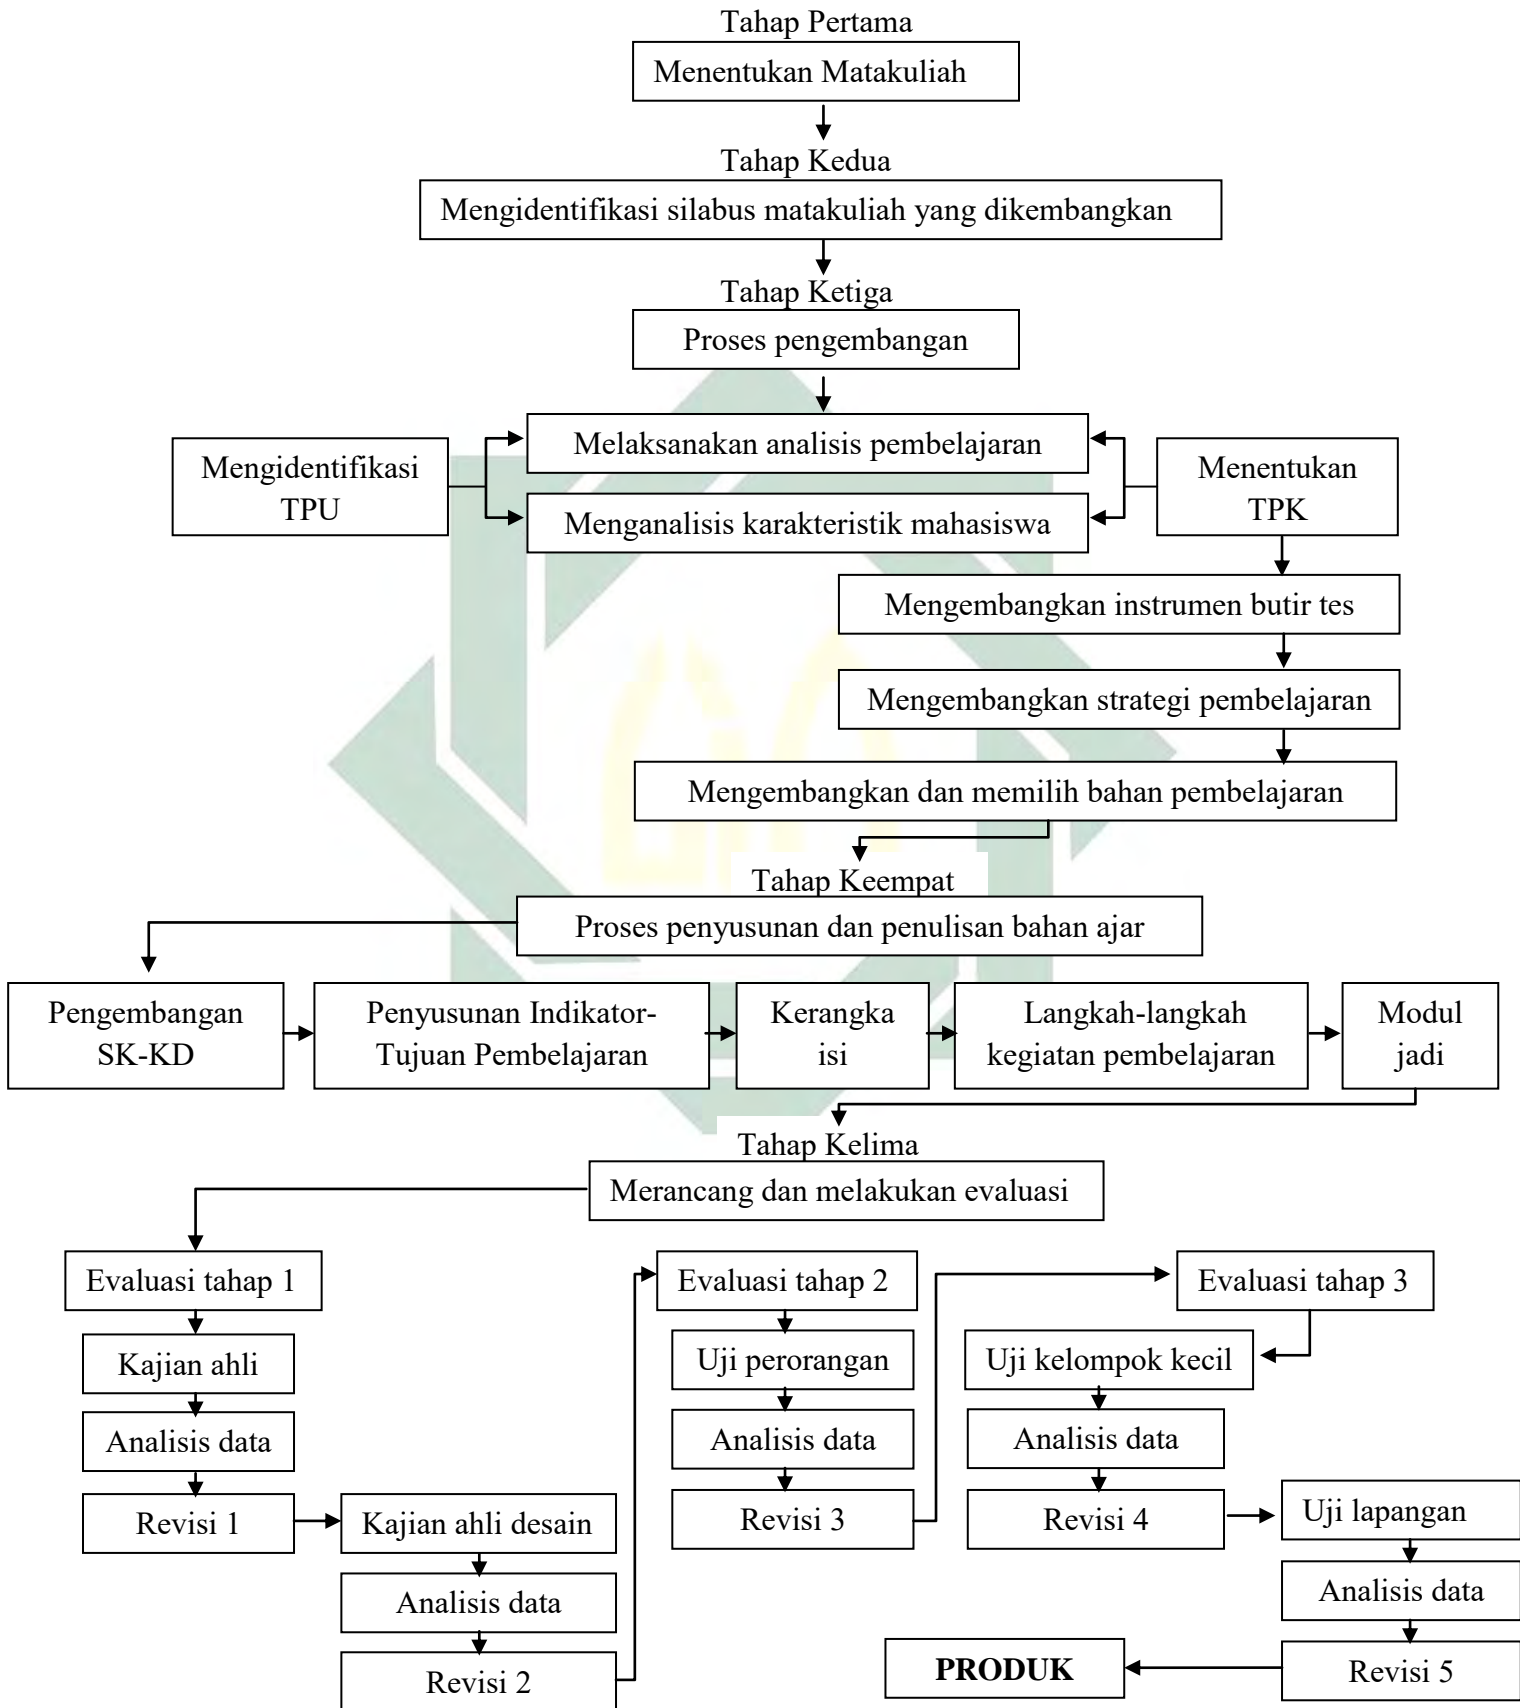 Tahap Pertama
Menentukan Matakuliah
Tahap Kedua
Mengidentifikasi silabus matakuliah yang dikembangkan
Tahap Ketiga
Proses pengembangan
Mengidentifikasi
TPU
Melaksanakan analisis pembelajaran
Menganalisis karakteristik mahasiswa
Menentukan
TPK
Mengembangkan instrumen butir tes
Mengembangkan strategi pembelajaran
Mengembangkan dan memilih bahan pembelajaran
Tahap Keempat
Proses penyusunan dan penulisan bahan ajar
Pengembangan
SK-KD
Penyusunan Indikator-
Tujuan Pembelajaran
Kerangka
isi
Langkah-langkah
kegiatan pembelajaran
Modul
jadi
Tahap Kelima
Merancang dan melakukan evaluasi
Evaluasi tahap 1
Kajian ahli
Analisis data
Revisi 1
Kajian ahli desain
Analisis data
Revisi 2
Evaluasi tahap 2
Uji perorangan
Analisis data
Revisi 3
Evaluasi tahap 3
Uji kelompok kecil
Analisis data
Revisi 4
Uji lapangan
Analisis data
Revisi 5
PRODUK